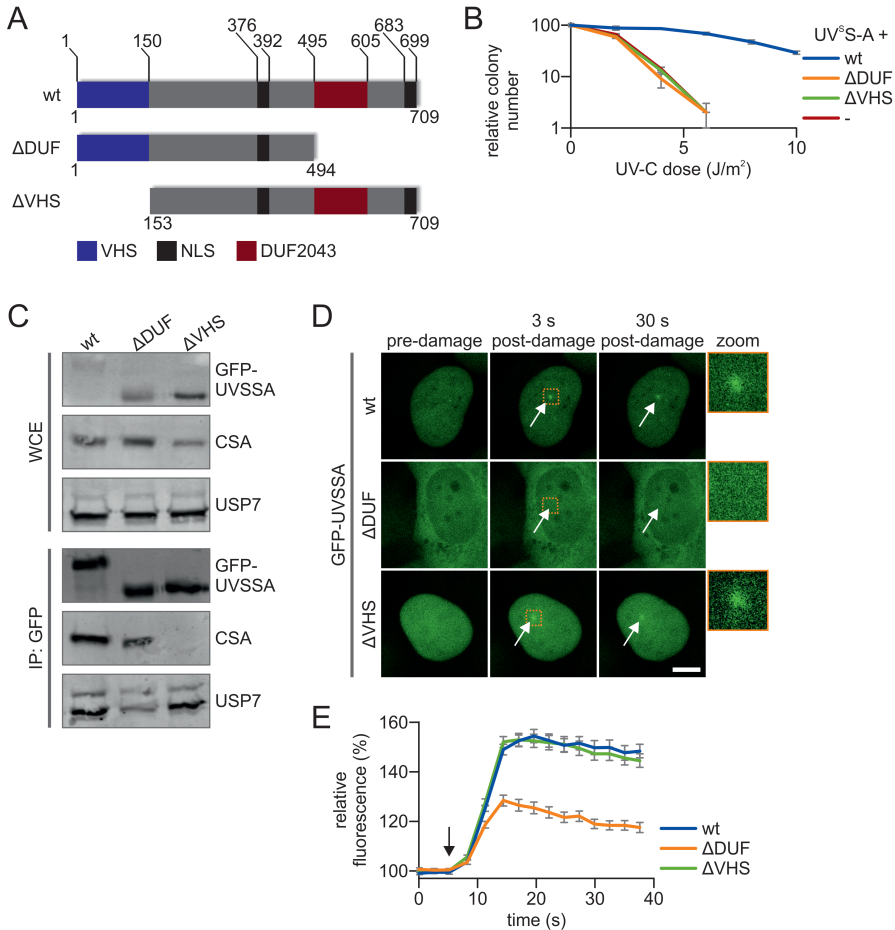 A
1
150
376
392
495
605
683
699
wt
1
709
ΔDUF
1
494
ΔVHS
153
709
VHS
NLS
DUF2043
B
relative colony
number
100
10
1
0
5
10
UV-C dose (J/m²)
UVˢS-A +
wt
ΔDUF
ΔVHS
-
C
wt
ΔDUF
ΔVHS
WCE
GFP-
UVSSA
CSA
USP7
IP: GFP
GFP-
UVSSA
CSA
USP7
D
pre-damage
3 s
post-damage
30 s
post-damage
zoom
GFP-UVSSA
wt
ΔDUF
ΔVHS
E
relative
fluorescence (%)
160
140
120
100
0
10
20
30
40
time (s)
wt
ΔDUF
ΔVHS